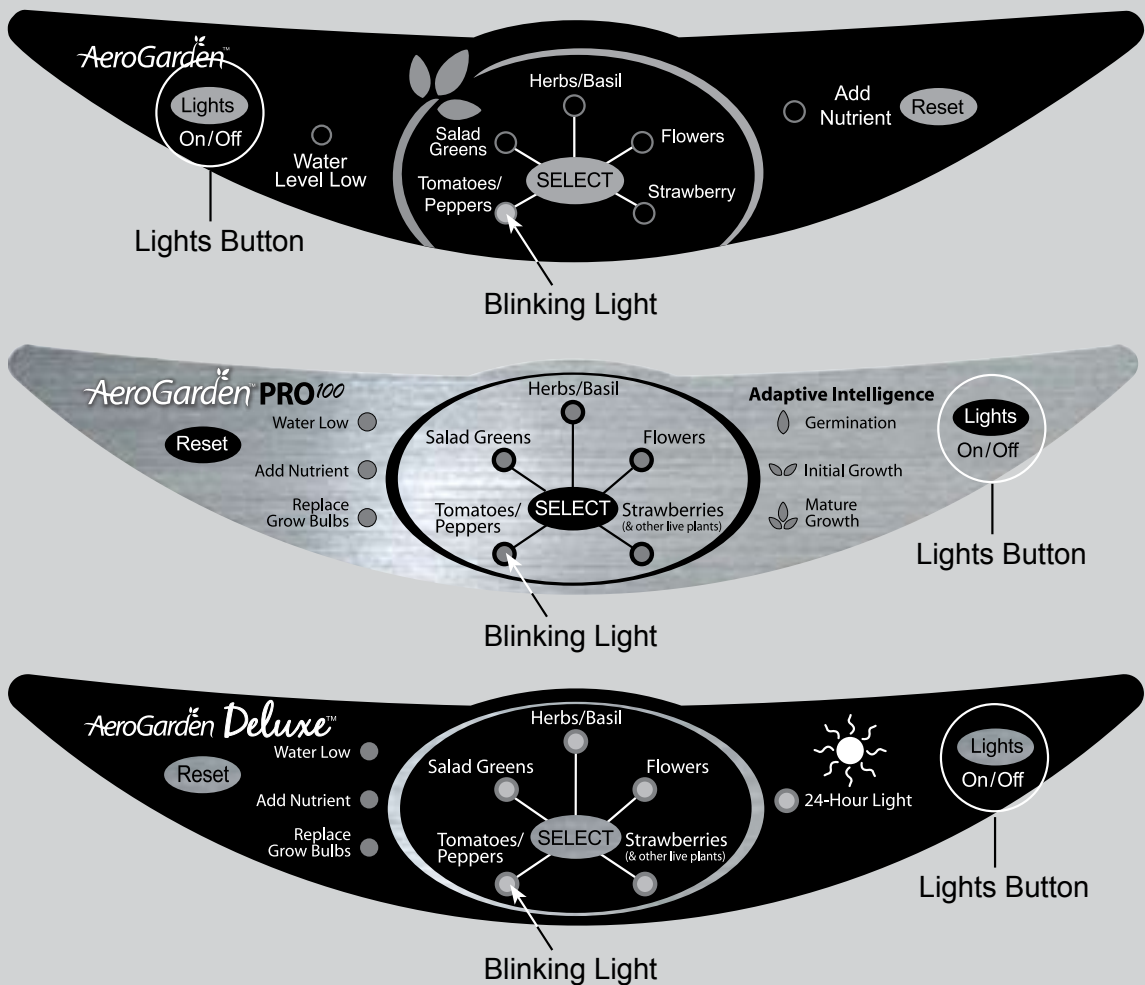 AeroGarden™
Lights
On/Off
Water
Level Low
Herbs/Basil
Salad
Greens
Flowers
Tomatoes/
Peppers
SELECT
Strawberry
Add
Nutrient
Reset
Lights Button
Blinking Light
AeroGarden™ PRO100
Reset
Water Low
Add Nutrient
Replace
Grow Bulbs
Herbs/Basil
Salad Greens
Flowers
Tomatoes/
Peppers
SELECT
Strawberries
(& other live plants)
Adaptive Intelligence
Germination
Initial Growth
Mature
Growth
Lights
On/Off
Lights Button
Blinking Light
AeroGarden Deluxe™
Reset
Water Low
Add Nutrient
Replace
Grow Bulbs
Herbs/Basil
Salad Greens
Flowers
Tomatoes/
Peppers
SELECT
Strawberries
(& other live plants)
24-Hour Light
Lights
On/Off
Lights Button
Blinking Light